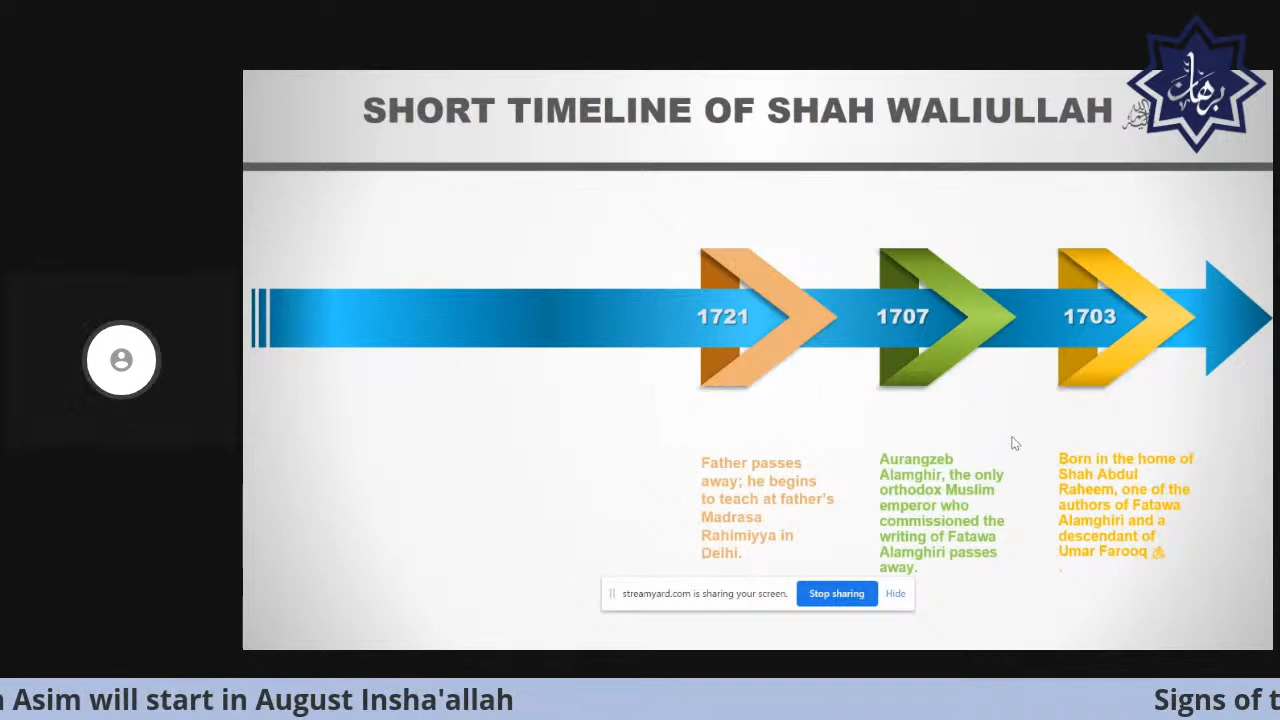 SHORT TIMELINE OF SHAH WALIULLAH
برهان
1721
1707
1703
Father passes
away; he begins
to teach at father's
Madrasa
Rahimiyya in
Delhi.
Aurangzeb
Alamghir, the only
orthodox Muslim
emperor who
commissioned the
writing of Fatawa
Alamghiri passes
away.
Born in the home of
Shah Abdul
Raheem, one of the
authors of Fatawa
Alamghiri and a
descendant of
Umar Farooq
.
streamyard.com is sharing your screen.
Stop sharing
Hide
Asim will start in August Insha'allah
Signs of